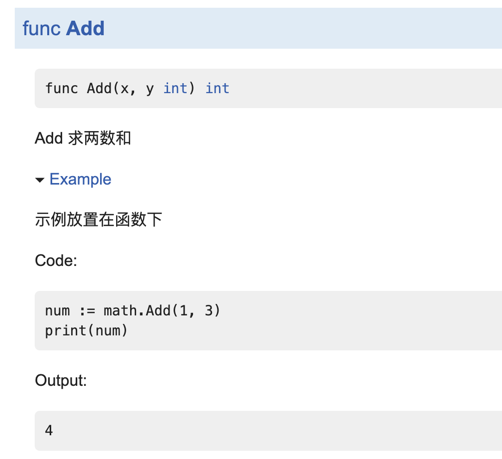 func Add
func Add(x, y int) int
Add 求两数和
Example
示例放置在函数下
Code:
num := math.Add(1, 3)
print(num)
Output:
4